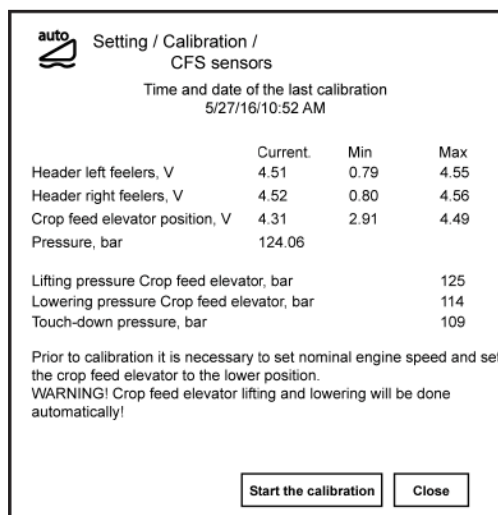 auto
Setting / Calibration /
CFS sensors
Time and date of the last calibration
5/27/16/10:52 AM
Current. Min Max
Header left feelers, V 4.51 0.79 4.55
Header right feelers, V 4.52 0.80 4.56
Crop feed elevator position, V 4.31 2.91 4.49
Pressure, bar 124.06
Lifting pressure Crop feed elevator, bar 125
Lowering pressure Crop feed elevator, bar 114
Touch-down pressure, bar 109
Prior to calibration it is necessary to set nominal engine speed and set
the crop feed elevator to the lower position.
WARNING! Crop feed elevator lifting and lowering will be done
automatically!
Start the calibration Close